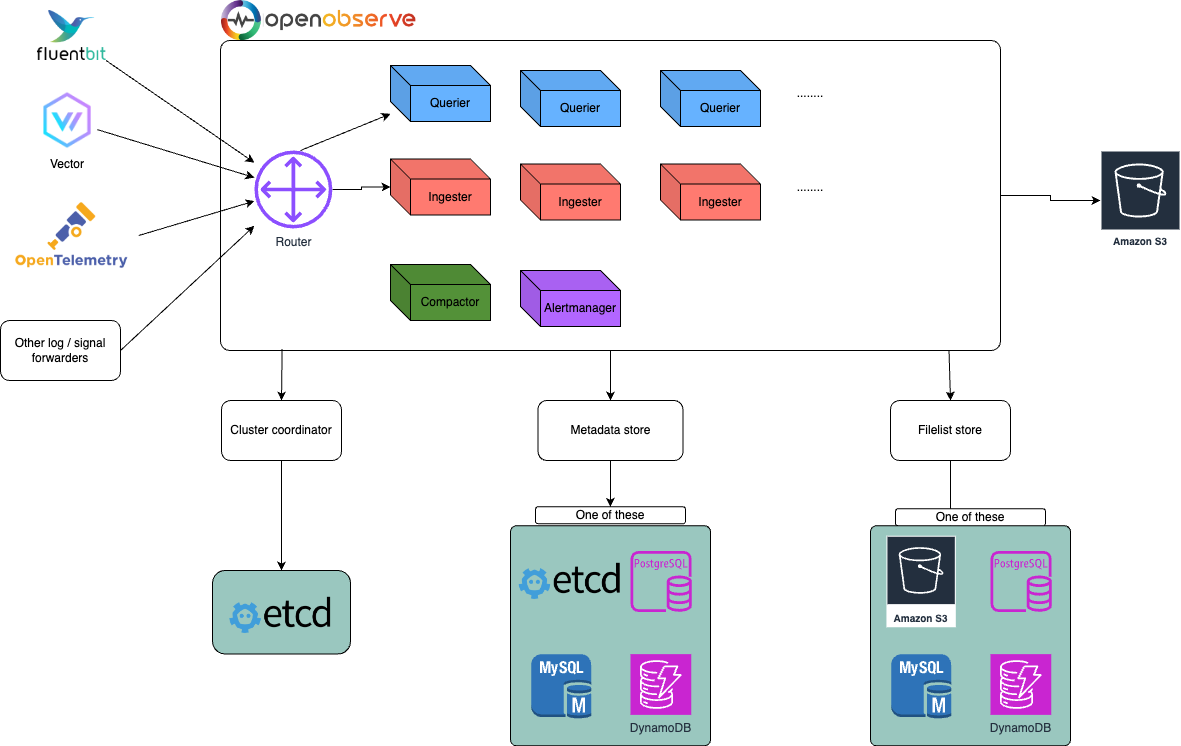 openobserve
fluentbit
Vector
OpenTelemetry
Other log / signal
forwarders
Router
Querier
Querier
Querier
........
Ingester
Ingester
Ingester
........
Compactor
Alertmanager
Amazon S3
Cluster coordinator
Metadata store
Filelist store
One of these
One of these
etcd
etcd
PostgreSQL
MySQL
M
DynamoDB
Amazon S3
PostgreSQL
MySQL
M
DynamoDB